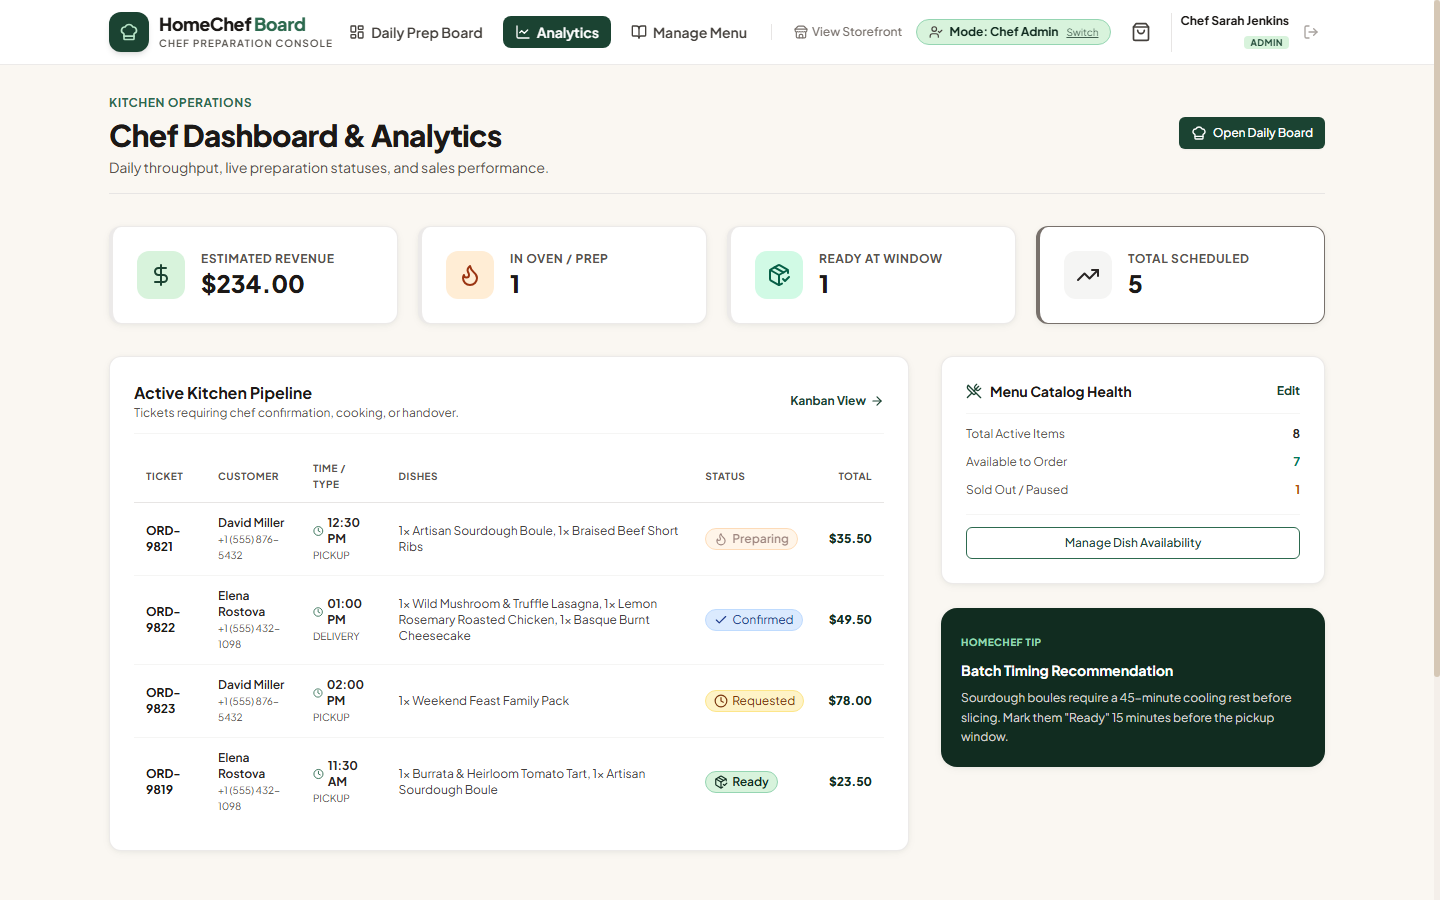 HomeChef Board
CHEF PREPARATION CONSOLE
Daily Prep Board
Analytics
Manage Menu
View Storefront
Mode: Chef Admin Switch
Chef Sarah Jenkins
ADMIN
KITCHEN OPERATIONS
Chef Dashboard & Analytics
Daily throughput, live preparation statuses, and sales performance.
Open Daily Board
ESTIMATED REVENUE
$234.00
IN OVEN / PREP
1
READY AT WINDOW
1
TOTAL SCHEDULED
5
Active Kitchen Pipeline
Tickets requiring chef confirmation, cooking, or handover.
Kanban View →
TICKET
CUSTOMER
TIME /
TYPE
DISHES
STATUS
TOTAL
ORD-
9821
David Miller
+1 (555) 876-
5432
12:30
PM
PICKUP
1× Artisan Sourdough Boule, 1× Braised Beef Short
Ribs
Preparing
$35.50
ORD-
9822
Elena
Rostova
+1 (555) 432-
1098
01:00
PM
DELIVERY
1× Wild Mushroom & Truffle Lasagna, 1× Lemon
Rosemary Roasted Chicken, 1× Basque Burnt
Cheesecake
Confirmed
$49.50
ORD-
9823
David Miller
+1 (555) 876-
5432
02:00
PM
PICKUP
1× Weekend Feast Family Pack
Requested
$78.00
ORD-
9819
Elena
Rostova
+1 (555) 432-
1098
11:30
AM
PICKUP
1× Burrata & Heirloom Tomato Tart, 1× Artisan
Sourdough Boule
Ready
$23.50
Menu Catalog Health
Edit
Total Active Items
8
Available to Order
7
Sold Out / Paused
1
Manage Dish Availability
HOMECHEF TIP
Batch Timing Recommendation
Sourdough boules require a 45-minute cooling rest before
slicing. Mark them "Ready" 15 minutes before the pickup
window.